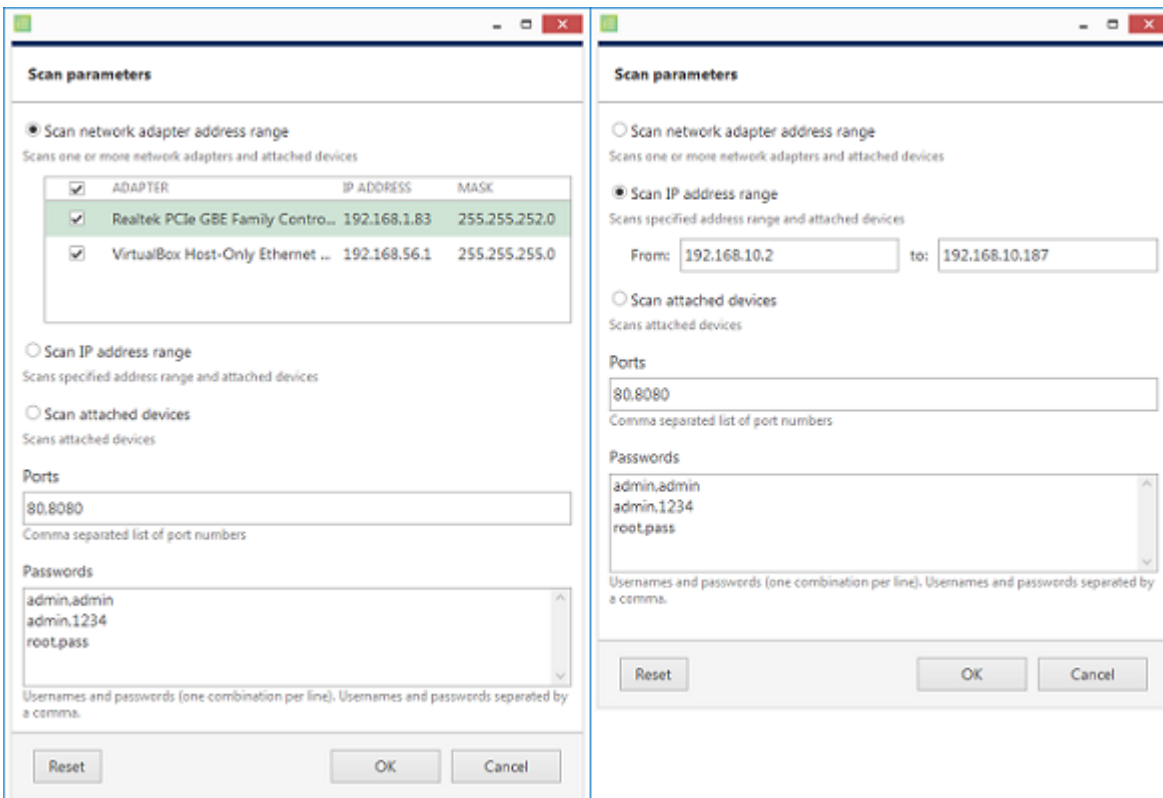 Scan parameters
Scan network adapter address range
Scans one or more network adapters and attached devices
ADAPTER IP ADDRESS MASK
Realtek PCIe GBE Family Contro... 192.168.1.83 255.255.252.0
VirtualBox Host-Only Ethernet ... 192.168.56.1 255.255.255.0
Scan IP address range
Scans specified address range and attached devices
Scan attached devices
Scans attached devices
Ports
80,8080
Comma separated list of port numbers
Passwords
admin,admin
admin,1234
root,pass
Usernames and passwords (one combination per line). Usernames and passwords separated by
a comma.
Reset OK Cancel
Scan parameters
Scan network adapter address range
Scans one or more network adapters and attached devices
Scan IP address range
Scans specified address range and attached devices
From: 192.168.10.2 to: 192.168.10.187
Scan attached devices
Scans attached devices
Ports
80,8080
Comma separated list of port numbers
Passwords
admin,admin
admin,1234
root,pass
Usernames and passwords (one combination per line). Usernames and passwords separated by
a comma.
Reset OK Cancel